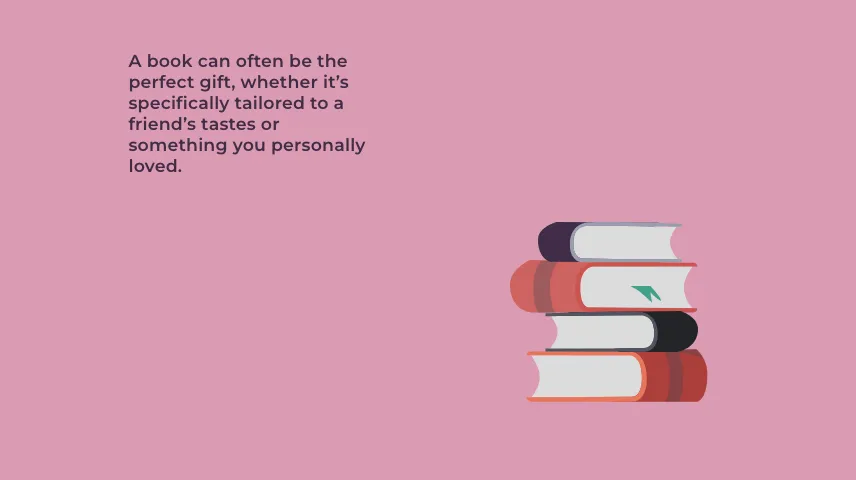 A book can often be the
perfect gift, whether it’s
specifically tailored to a
friend’s tastes or
something you personally
loved.